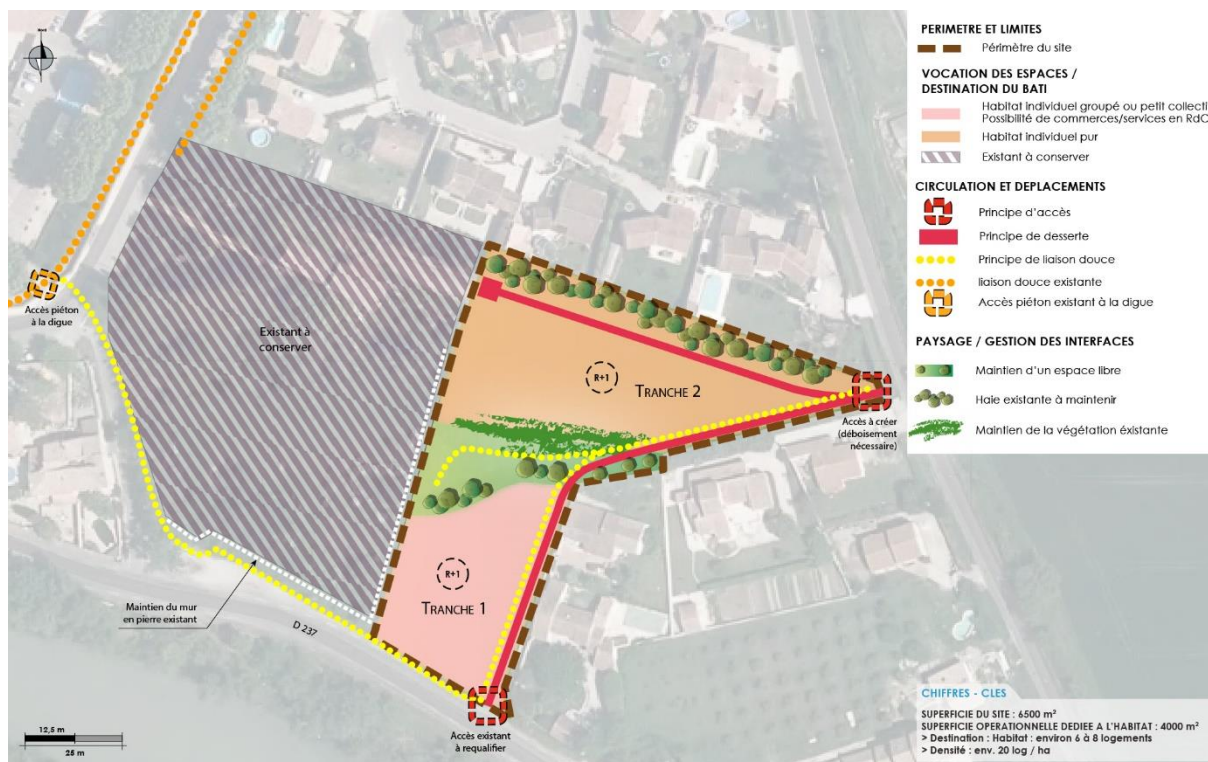 Nord
Accès piéton
à la digue
Existant à
conserver
Maintien du mur
en pierre existant
D 237
R+1
TRANCHE 2
R+1
TRANCHE 1
Accès à créer
(déboisement
nécessaire)
Accès existant
à requalifier
12,5 m
25 m
PERIMETRE ET LIMITES
Périmètre du site
VOCATION DES ESPACES /
DESTINATION DU BATI
Habitat individuel groupé ou petit collecti
Possibilité de commerces/services en RdC
Habitat individuel pur
Existant à conserver
CIRCULATION ET DEPLACEMENTS
Principe d'accès
Principe de desserte
Principe de liaison douce
liaison douce existante
Accès piéton existant à la digue
PAYSAGE / GESTION DES INTERFACES
Maintien d'un espace libre
Haie existante à maintenir
Maintien de la végétation éxistante
CHIFFRES - CLES
SUPERFICIE DU SITE : 6500 m²
SUPERFICIE OPERATIONNELLE DEDIEE A L'HABITAT : 4000 m²
> Destination : Habitat : environ 6 à 8 logements
> Densité : env. 20 log / ha